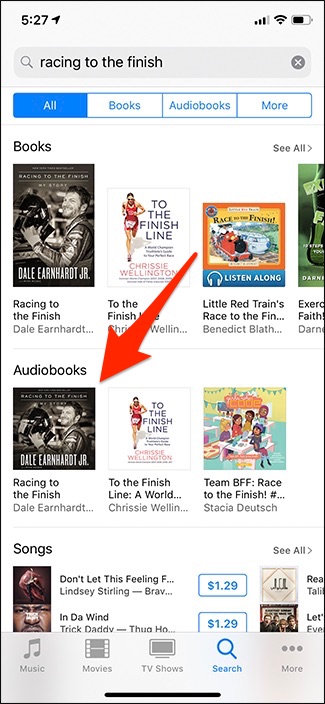 5:27
racing to the finish
All
Books
Audiobooks
More
Books
See All >
RACING TO THE FINISH
MY STORY
DALE EARNHARDT JR.
TO THE
FINISH
LINE
A World Champion
Triathlete's Guide
to Your Perfect Race
CHRISSIE
WELLINGTON
RACE TO THE FINISH!
LISTEN ALONG
DARNE
Racing to
the Finish
Dale Earnhardt...
To the
Finish Line
Chrissie Wellin...
Little Red Train's
Race to the Fin...
Benedict Blath...
Exerc
Faith!
Darne
Audiobooks
RACING TO THE FINISH
MY STORY
DALE EARNHARDT JR.
TO THE
FINISH
LINE
CHRISSIE
WELLINGTON
Racing to
the Finish
Dale Earnhardt...
To the Finish
Line: A World...
Chrissie Wellin...
Team BFF: Race
to the Finish! #...
Stacia Deutsch
Songs
See All >
Don't Let This Feeling F...
Lindsey Stirling — Brav...
$1.29
Rea
Talib
In Da Wind
Trick Daddy — Thug Ho...
$1.29
Let'
Music
Movies
TV Shows
Search
More